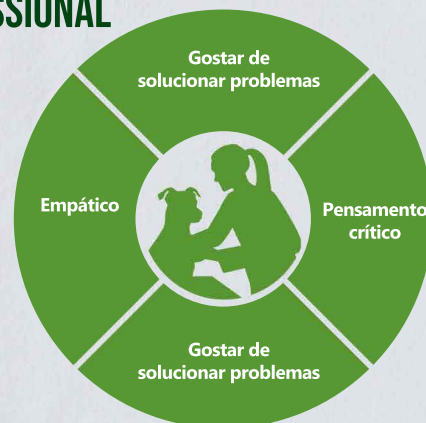 SSIONAL
Gostar de
solucionar problemas
Empático
Pensamento
crítico
Gostar de
solucionar problemas